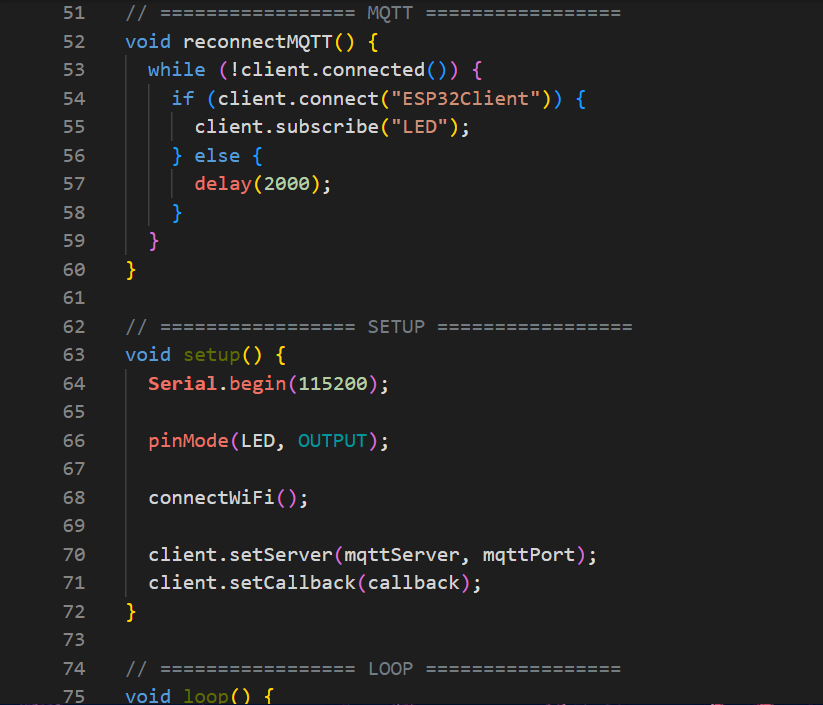 51 // ================= MQTT =================
52 void reconnectMQTT() {
53 while (!client.connected()) {
54 if (client.connect("ESP32Client")) {
55 client.subscribe("LED");
56 } else {
57 delay(2000);
58 }
59 }
60 }
61
62 // ================= SETUP =================
63 void setup() {
64 Serial.begin(115200);
65
66 pinMode(LED, OUTPUT);
67
68 connectWiFi();
69
70 client.setServer(mqttServer, mqttPort);
71 client.setCallback(callback);
72 }
73
74 // ================= LOOP =================
75 void loop() {